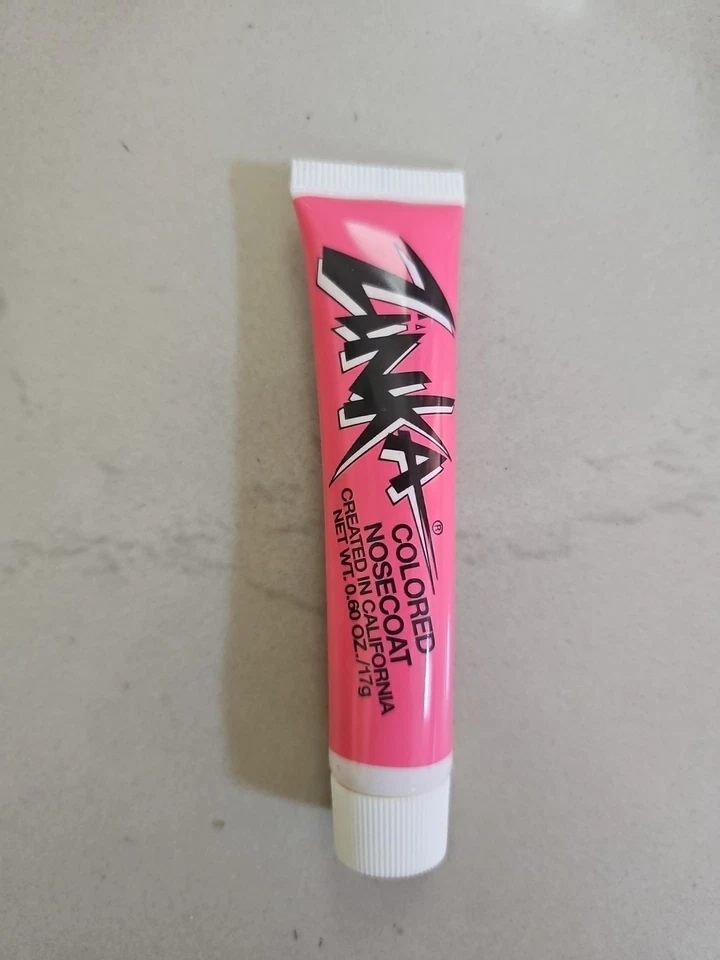 ZINKA®
COLORED
NOSECOAT
CREATED IN CALIFORNIA
NET WT. 0.60 OZ./17g